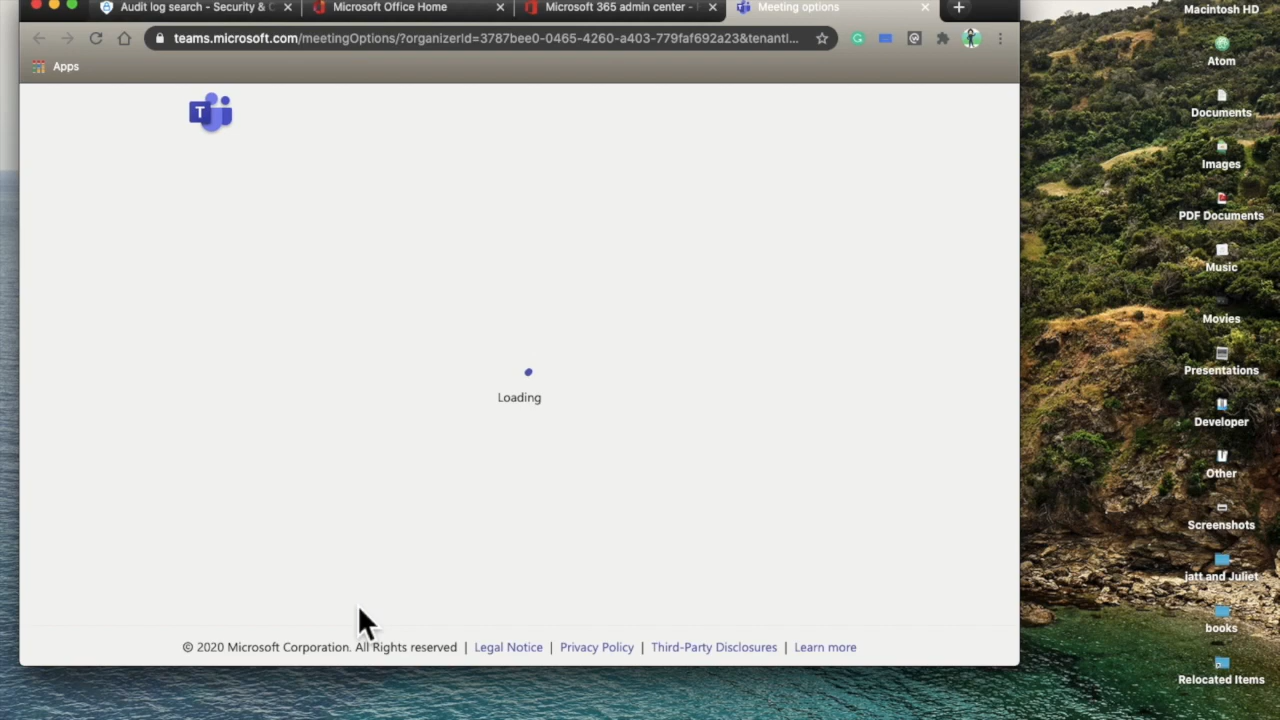 Audit log search - Security & C
Microsoft Office Home
Microsoft 365 admin center -
Meeting options
teams.microsoft.com/meetingOptions/?organizerId=3787bee0-0465-4260-a403-779faf692a23&tenantI...
Apps
T
Loading
© 2020 Microsoft Corporation. All Rights reserved | Legal Notice | Privacy Policy | Third-Party Disclosures | Learn more
Macintosh HD
Atom
Documents
Images
PDF Documents
Music
Movies
Presentations
Developer
Other
Screenshots
jatt and Juliet
books
Relocated Items